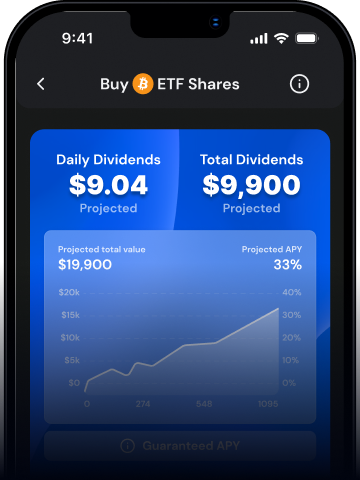 9:41
Buy ETF Shares
Daily Dividends Total Dividends
$9.04 $9,900
Projected Projected
Projected total value Projected APY
$19,900 33%
$20k 40%
$15k 30%
$10k 20%
$5k 10%
$0 0%
0 274 548 1095
Guaranteed APY